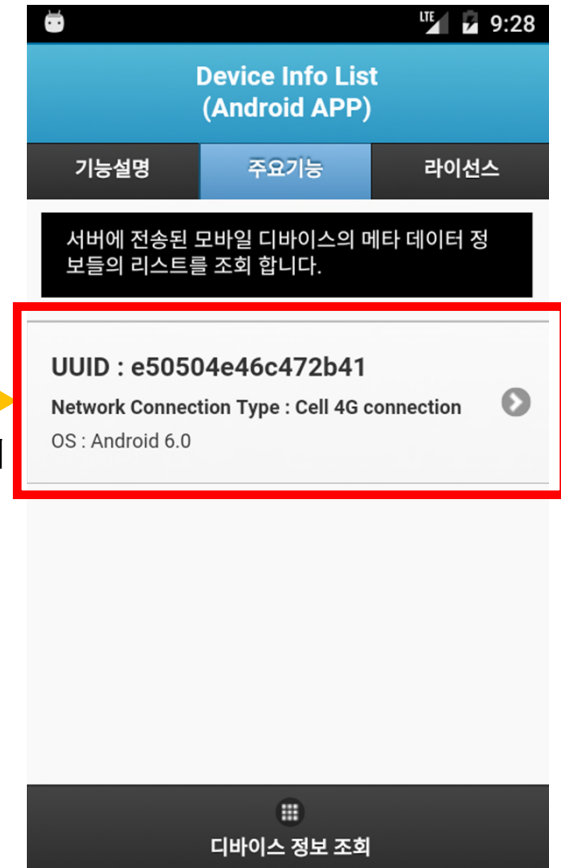 LTE 9:28
Device Info List
(Android APP)
기능설명 주요기능 라이선스
서버에 전송된 모바일 디바이스의 메타 데이터 정
보들의 리스트를 조회 합니다.
UUID : e50504e46c472b41
Network Connection Type : Cell 4G connection
OS : Android 6.0
디바이스 정보 조회